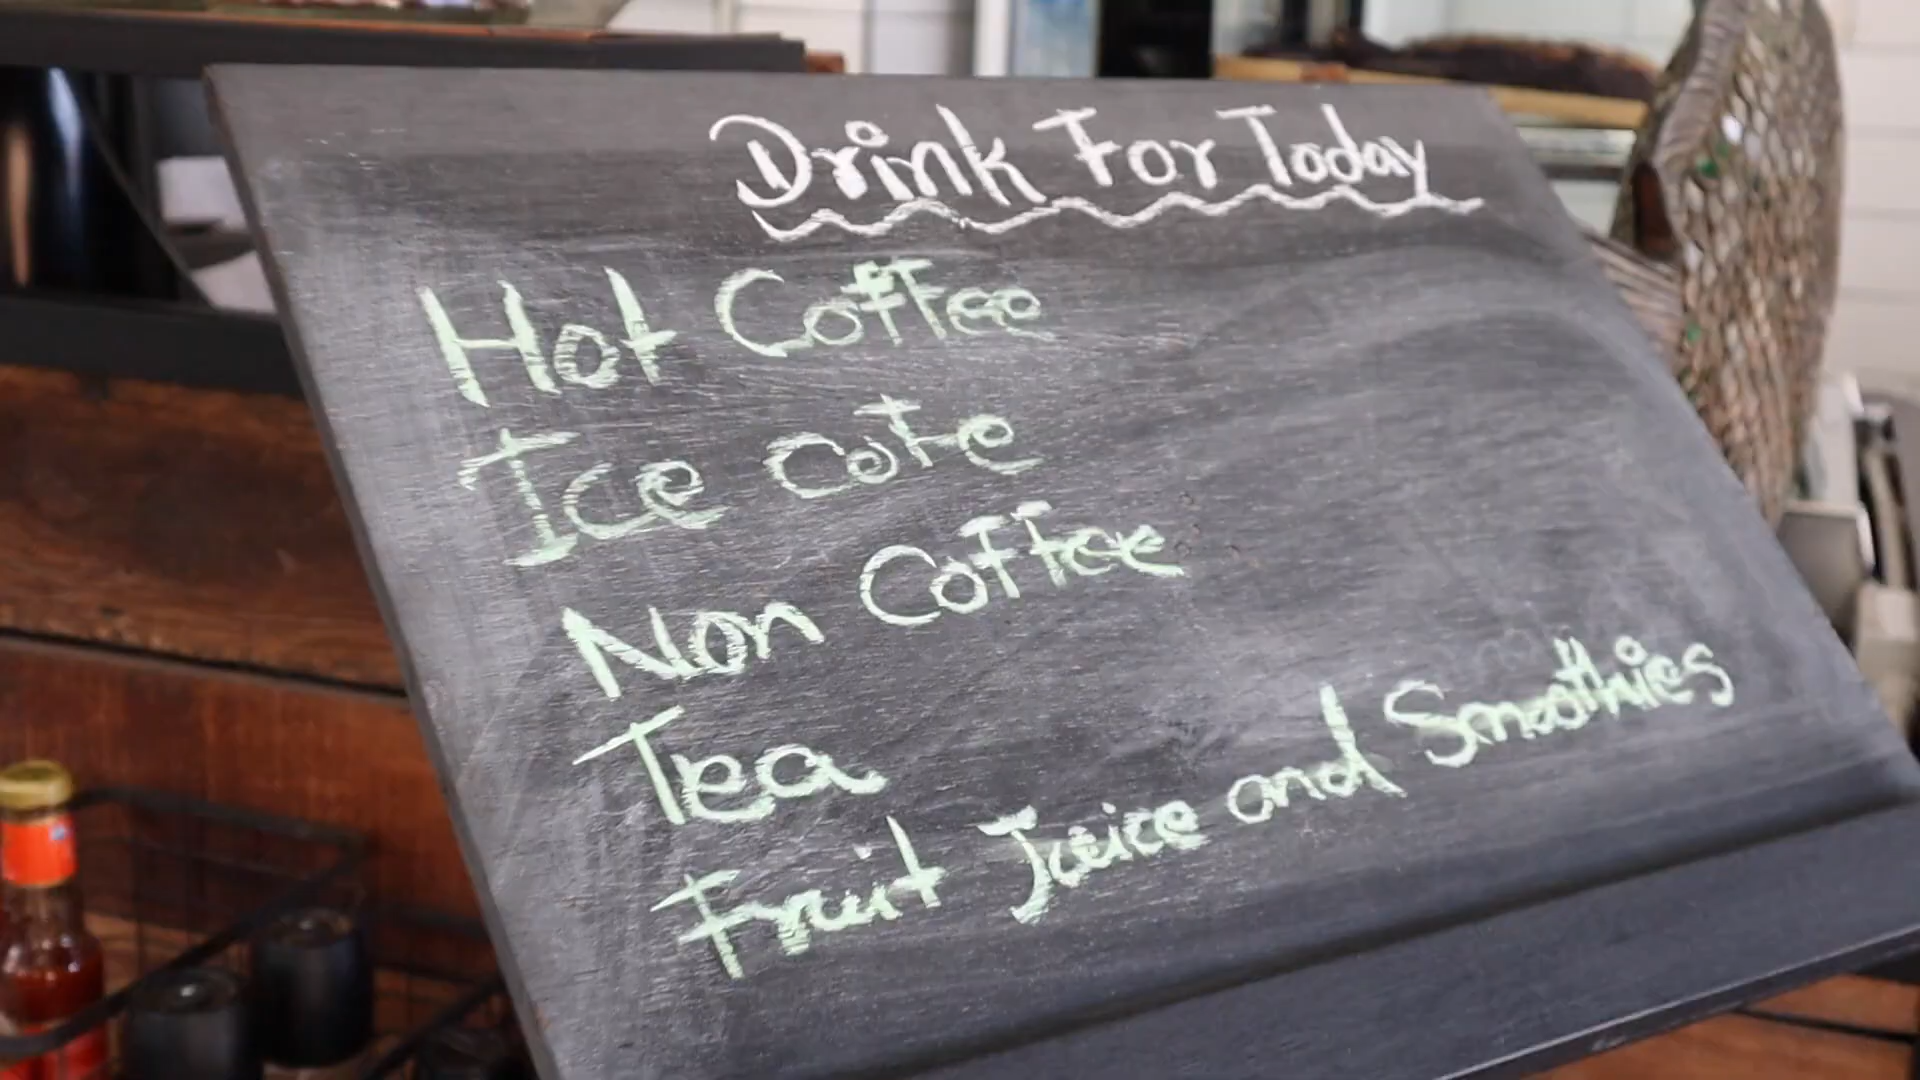 Drink For Today
Hot Coffee
Ice cofe
Non Coffee
Tea
Fruit Juice and Smoothies